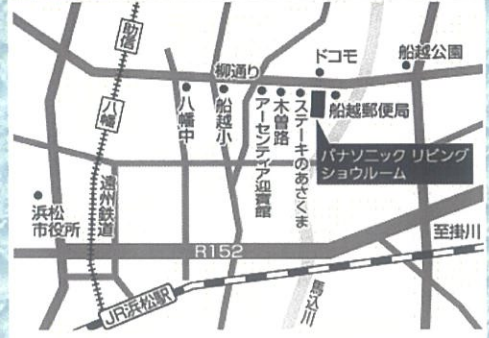 助信
ドコモ
船越公園
柳通り
八幡
八幡中
船越小
アーセンティア迎賓館
木曽路
ステーキのあさくま
船越郵便局
パナソニック リビング
ショウルーム
浜松
市役所
遠州鉄道
至掛川
R152
JR浜松駅
馬込川